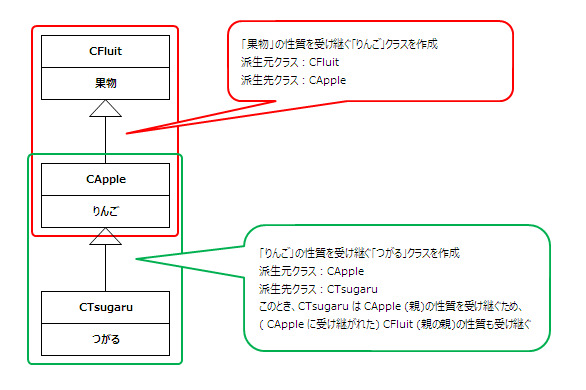 CFluit
果物
「果物」の性質を受け継ぐ「りんご」クラスを作成
派生元クラス : CFluit
派生先クラス : CApple
CApple
りんご
「りんご」の性質を受け継ぐ「つがる」クラスを作成
派生元クラス : CApple
派生先クラス : CTsugaru
このとき、CTsugaru は CApple (親)の性質を受け継ぐため、
( CApple に受け継がれた) CFluit (親の親)の性質も受け継ぐ
CTsugaru
つがる